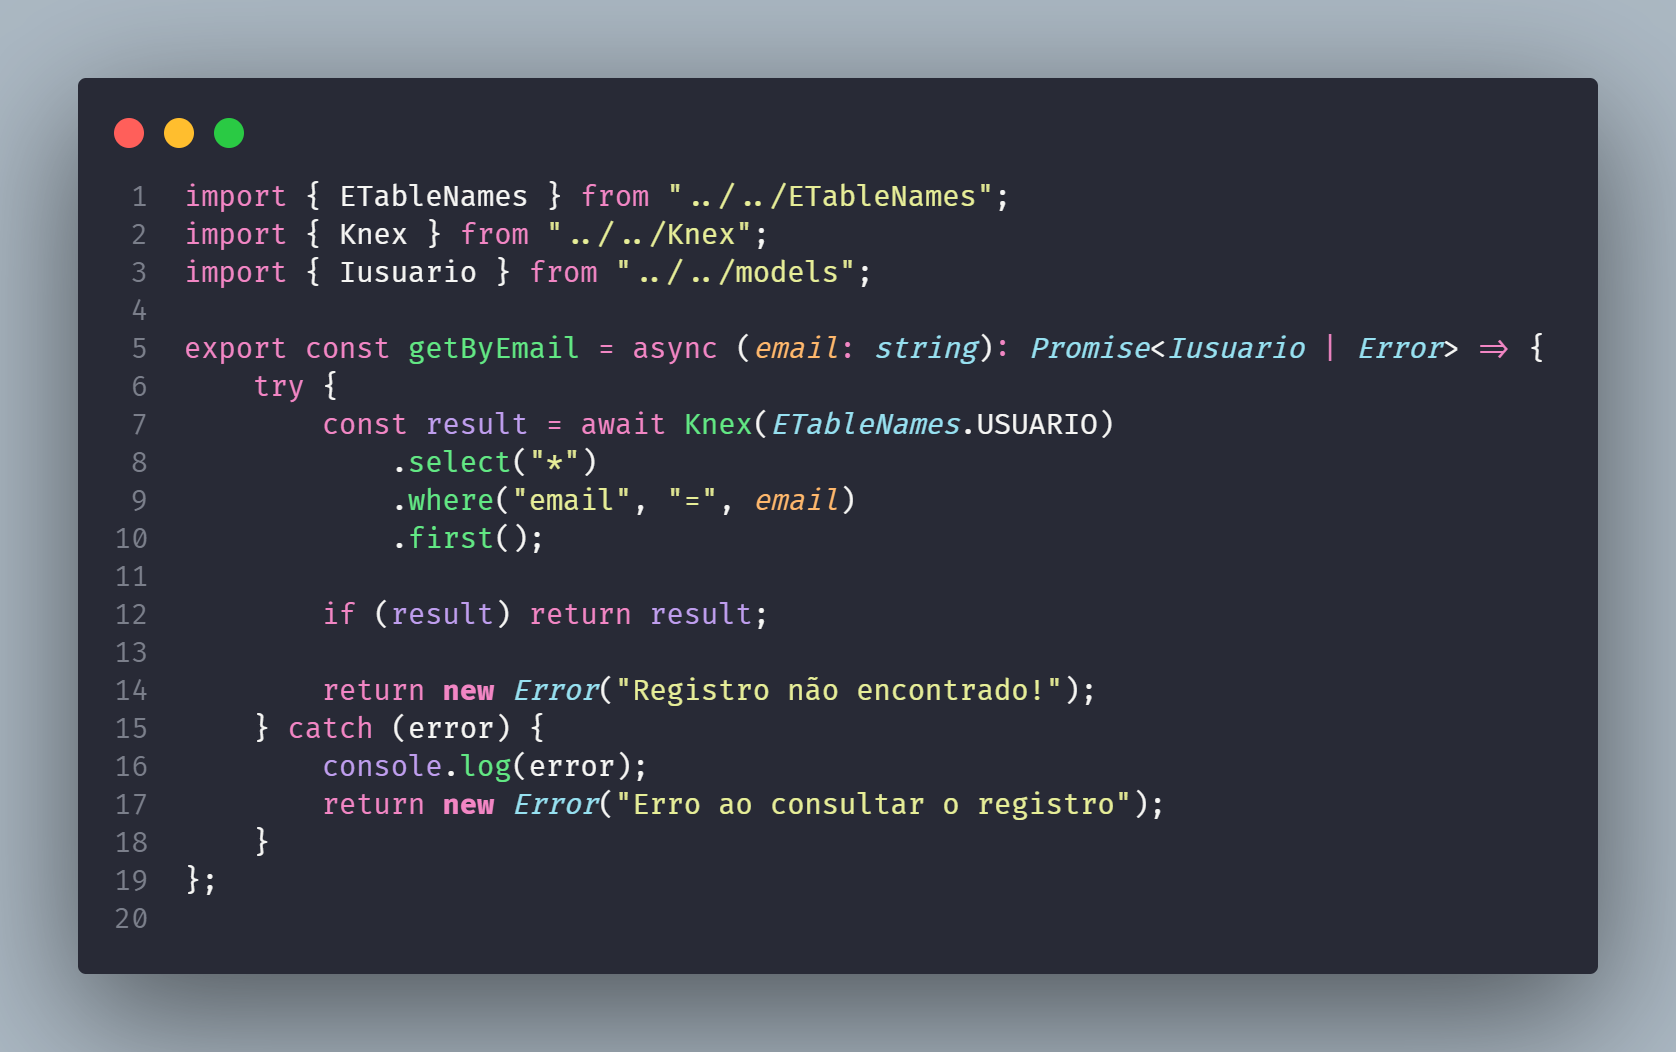 1 import { ETableNames } from "../../ETableNames";
2 import { Knex } from "../../Knex";
3 import { Iusuario } from "../../models";
4
5 export const getByEmail = async (email: string): Promise<Iusuario | Error> => {
6     try {
7         const result = await Knex(ETableNames.USUARIO)
8             .select("*")
9             .where("email", "=", email)
10             .first();
11
12         if (result) return result;
13
14         return new Error("Registro não encontrado!");
15     } catch (error) {
16         console.log(error);
17         return new Error("Erro ao consultar o registro");
18     }
19 };
20